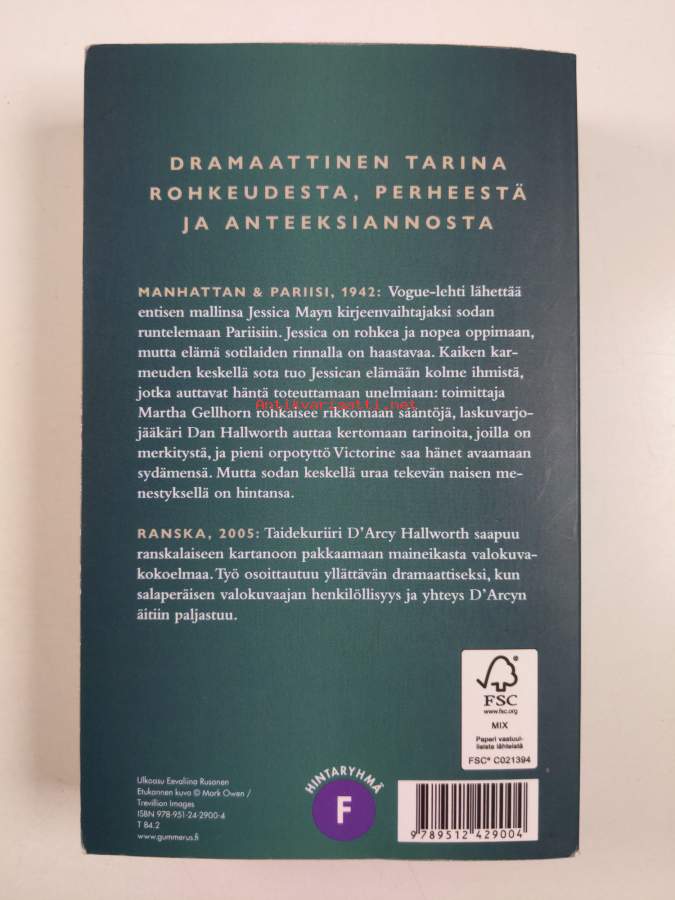 DRAMAATTINEN TARINA
ROHKEUDESTA, PERHEESTÄ
JA ANTEEKSIANNOSTA
MANHATTAN & PARIISI, 1942: Vogue-lehti lähettää
entisen mallinsa Jessica Mayn kirjeenvaihtajaksi sodan
runtelemaan Pariisiin. Jessica on rohkea ja nopea oppimaan,
mutta elämä sotilaiden rinnalla on haastavaa. Kaiken kar-
meuden keskellä sota tuo Jessican elämään kolme ihmistä,
jotka auttavat häntä toteuttamaan unelmiaan: toimittaja
Antikvariaatti.net
Martha Gellhorn rohkaisee rikkomaan sääntöjä, laskuvarjo-
jääkäri Dan Hallworth auttaa kertomaan tarinoita, joilla on
merkitystä, ja pieni orpotyttö Victorine saa hänet avaamaan
sydämensä. Mutta sodan keskellä uraa tekevän naisen me-
nestyksellä on hintansa.
RANSKA, 2005: Taidekuriiri D'Arcy Hallworth saapuu
ranskalaiseen kartanoon pakkaamaan maineikasta valokuva-
kokoelmaa. Työ osoittautuu yllättävän dramaattiseksi, kun
salaperäisen valokuvaajan henkilöllisyys ja yhteys D'Arcyn
äitiin paljastuu.
FSC
www.fsc.org
MIX
Paperi vastuul-
lisista lähteistä
FSC® C021394
Ulkoasu Eevaliina Rusanen
Etukannen kuva © Mark Owen /
Trevillion Images
ISBN 978-951-24-2900-4
T 84.2
www.gummerus.fi
HINTARYHMÄ
F
9 789512 429004